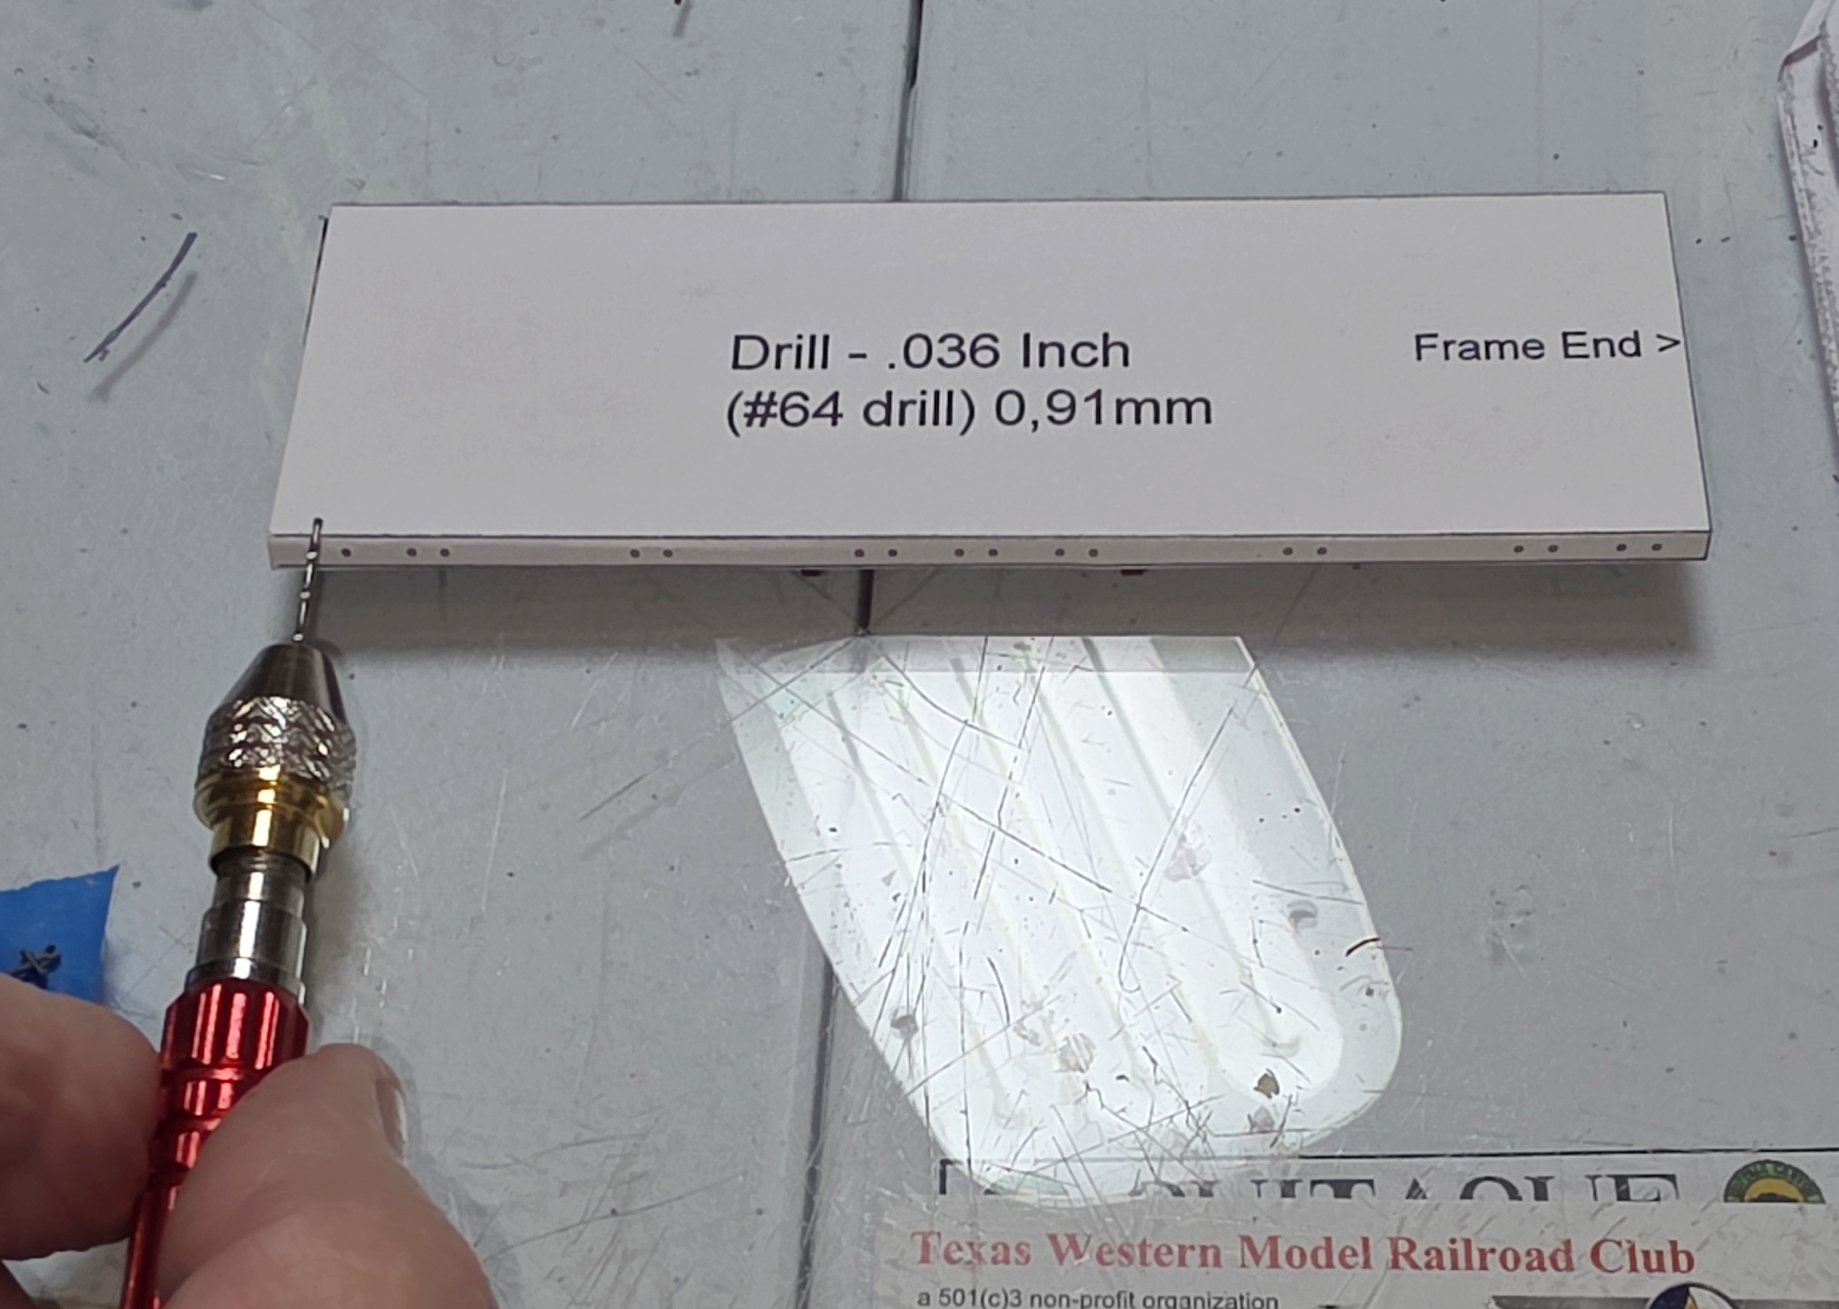 Drill - .036 Inch
(#64 drill) 0,91mm
Frame End >
QUITAQUE
Texas Western Model Railroad Club
a 501(c)3 non-profit organization